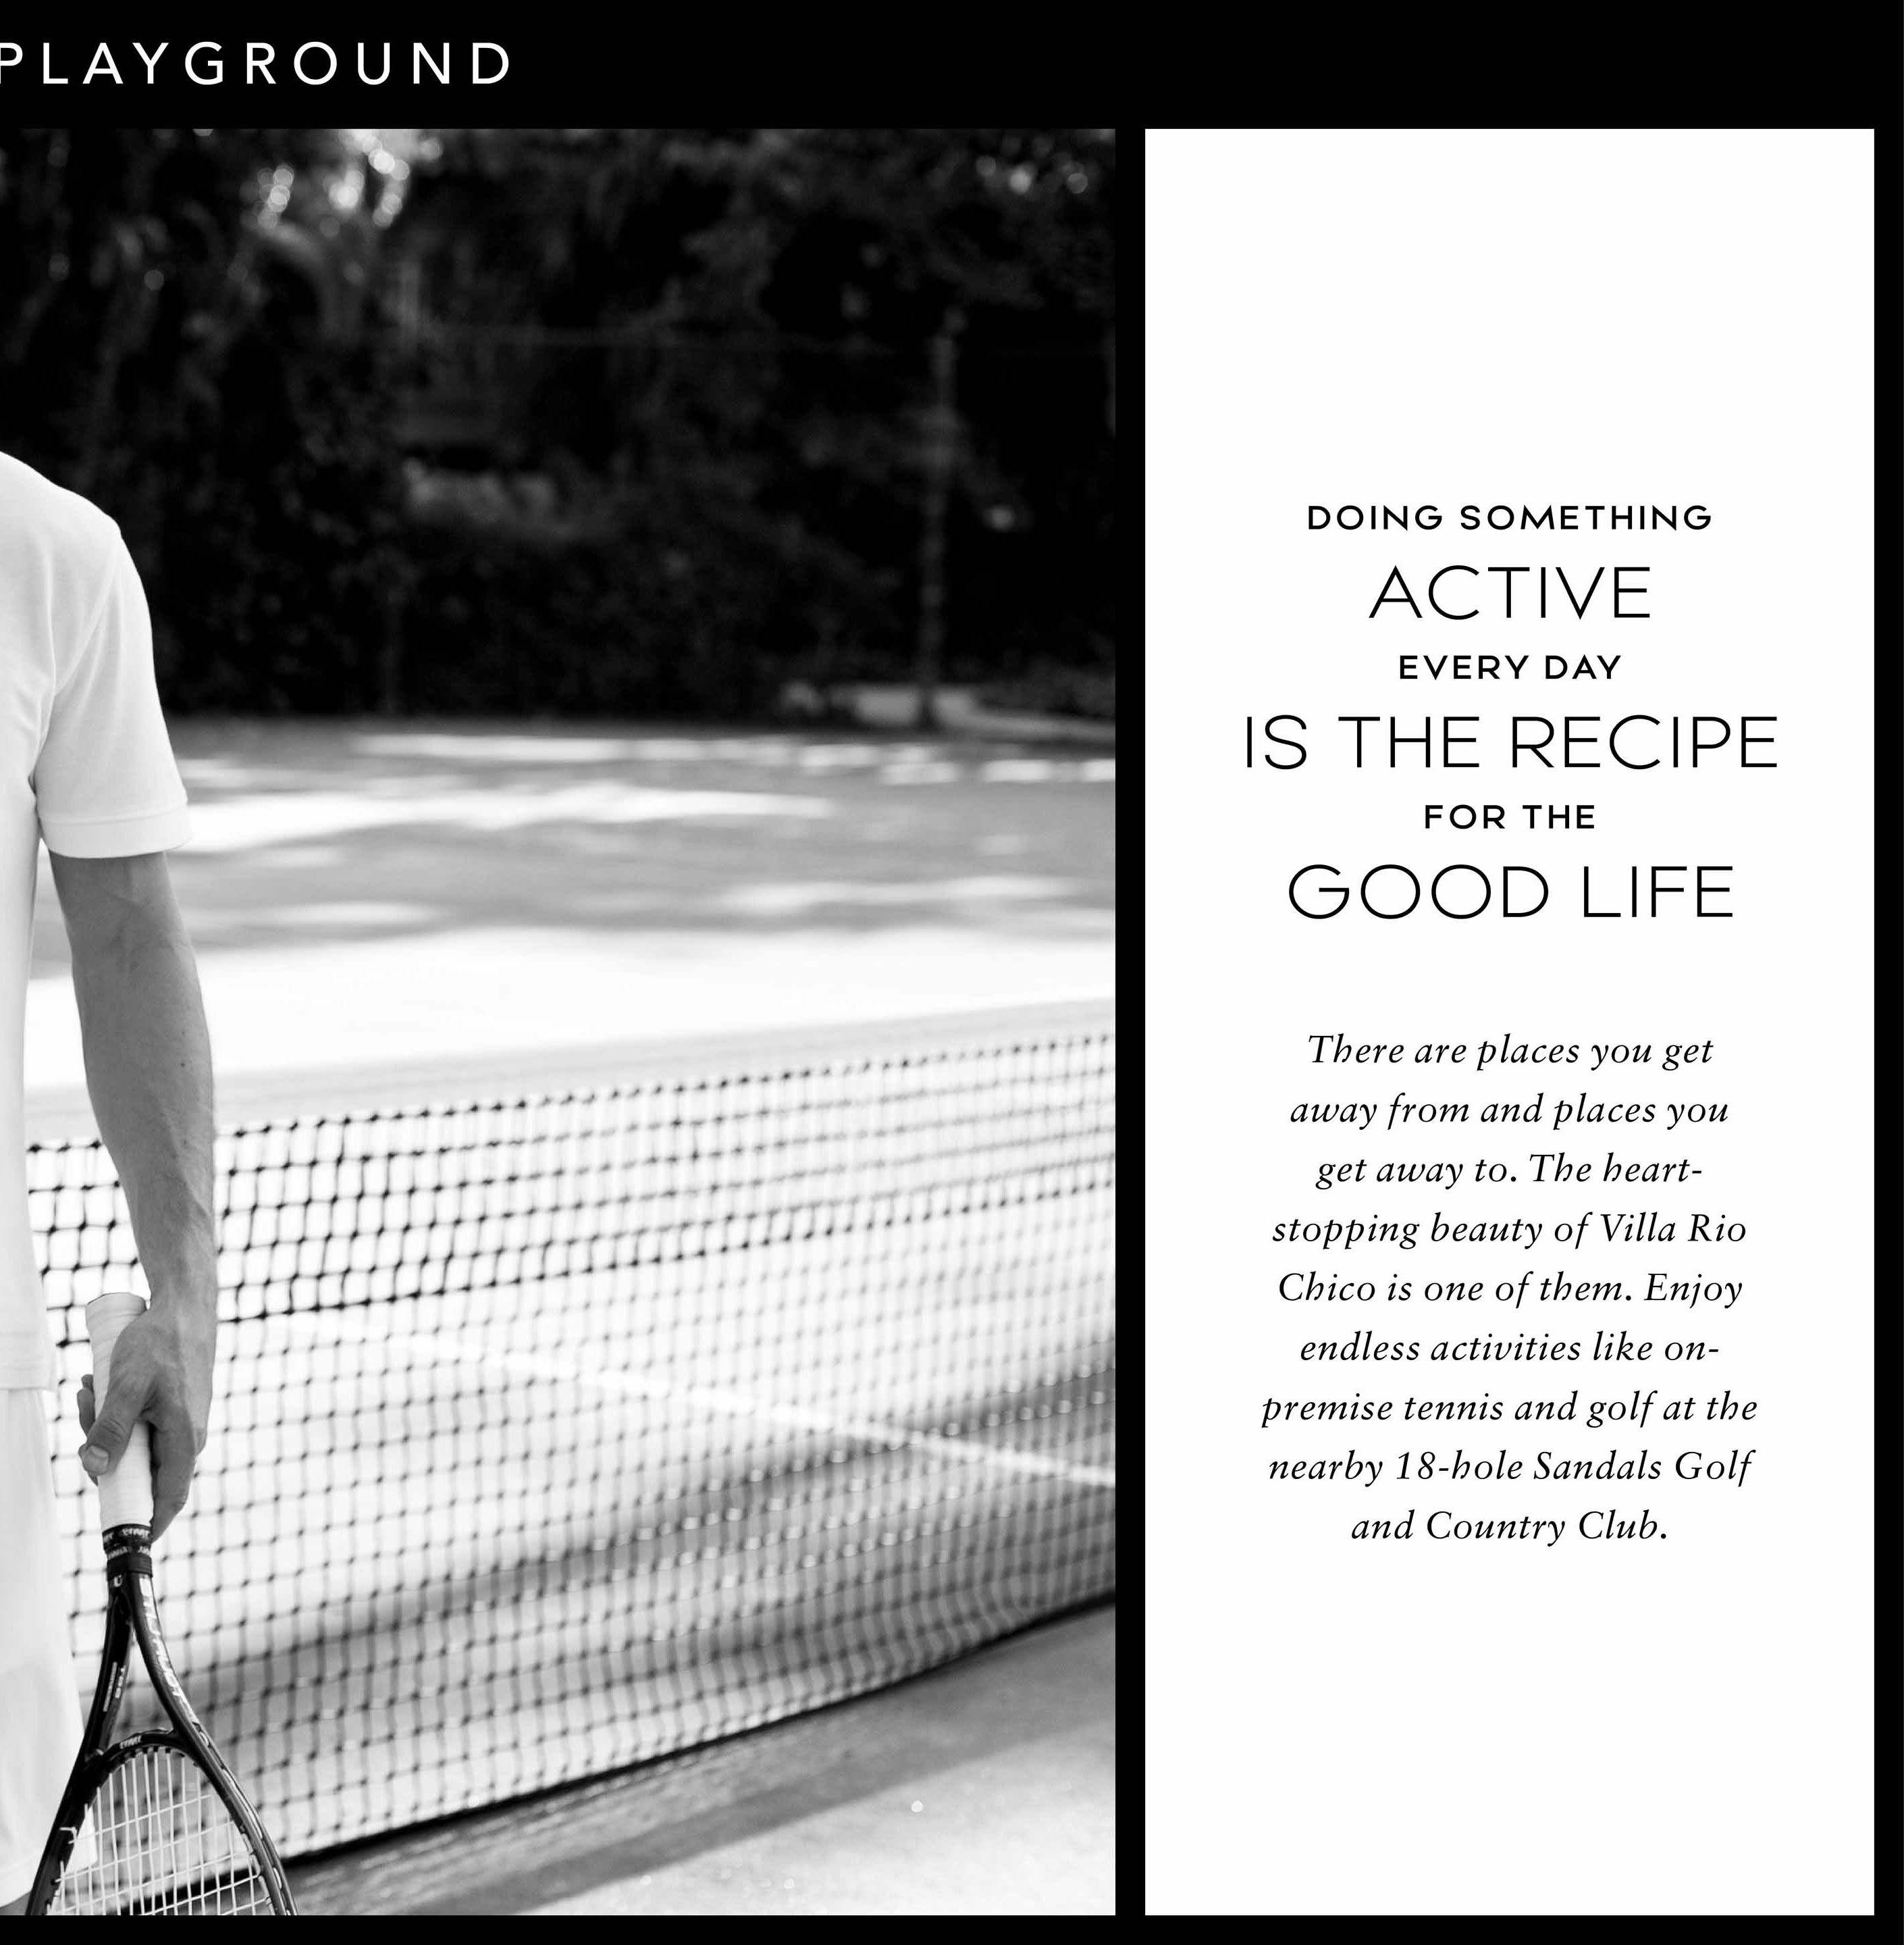 PLAYGROUND
DOING SOMETHING
ACTIVE
EVERY DAY
IS THE RECIPE
FOR THE
GOOD LIFE
There are places you get
away from and places you
get away to. The heart-
stopping beauty of Villa Rio
Chico is one of them. Enjoy
endless activities like on-
premise tennis and golf at the
nearby 18-hole Sandals Golf
and Country Club.